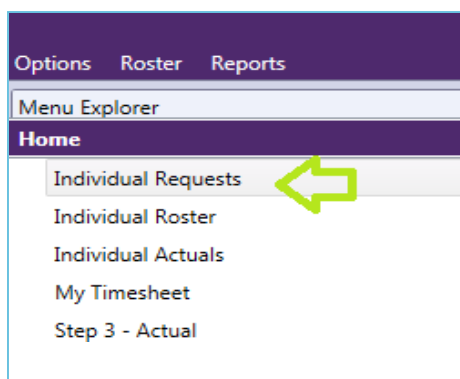 Options Roster Reports
Menu Explorer
Home
Individual Requests
Individual Roster
Individual Actuals
My Timesheet
Step 3 - Actual